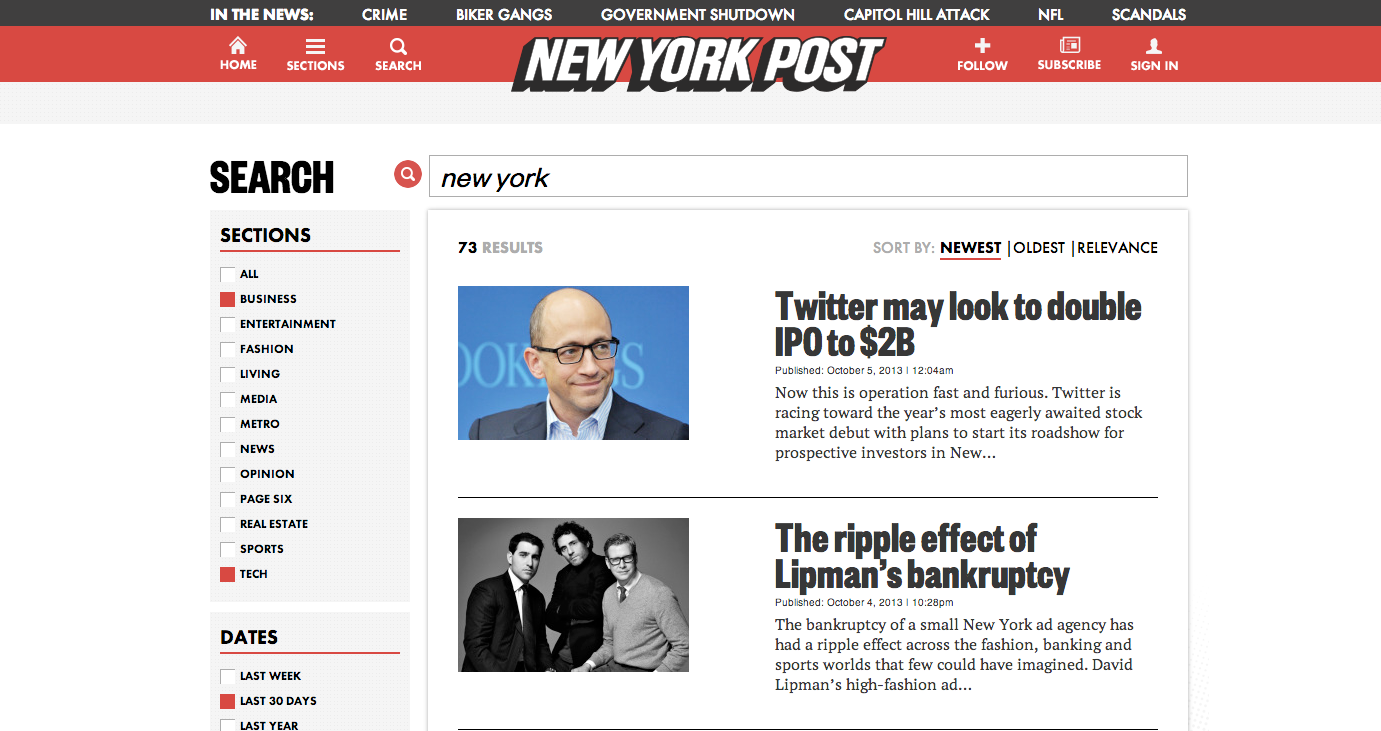 IN THE NEWS: CRIME BIKER GANGS GOVERNMENT SHUTDOWN CAPITOL HILL ATTACK NFL SCANDALS
HOME SECTIONS SEARCH NEW YORK POST FOLLOW SUBSCRIBE SIGN IN
SEARCH
new york
SECTIONS
ALL
BUSINESS
ENTERTAINMENT
FASHION
LIVING
MEDIA
METRO
NEWS
OPINION
PAGE SIX
REAL ESTATE
SPORTS
TECH
DATES
LAST WEEK
LAST 30 DAYS
LAST YEAR
73 RESULTS
SORT BY: NEWEST | OLDEST | RELEVANCE
OOKINGS
Twitter may look to double
IPO to $2B
Published: October 5, 2013 | 12:04am
Now this is operation fast and furious. Twitter is
racing toward the year’s most eagerly awaited stock
market debut with plans to start its roadshow for
prospective investors in New…
The ripple effect of
Lipman’s bankruptcy
Published: October 4, 2013 | 10:28pm
The bankruptcy of a small New York ad agency has
had a ripple effect across the fashion, banking and
sports worlds that few could have imagined. David
Lipman’s high-fashion ad…